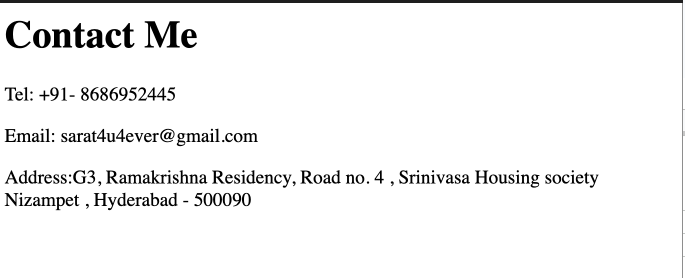 Contact Me
Tel: +91- 8686952445
Email: sarat4u4ever@gmail.com
Address:G3, Ramakrishna Residency, Road no. 4 , Srinivasa Housing society
Nizampet , Hyderabad - 500090